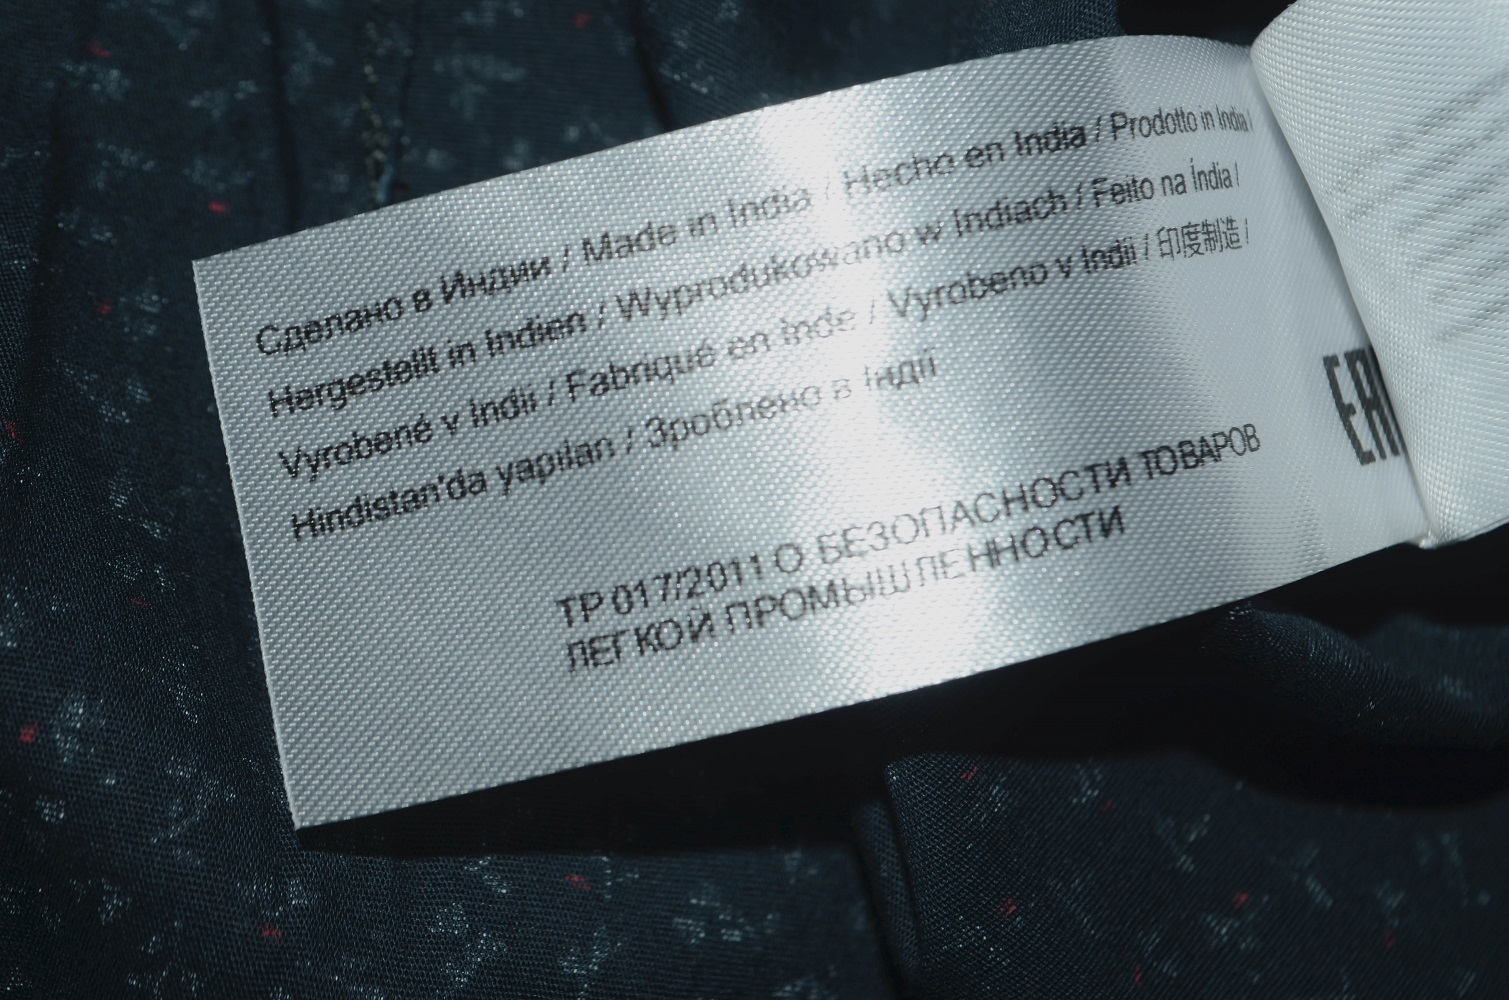 Сделано в Индии / Made in India / Hecho en India / Prodotto in India /
Hergestellt in Indien / Wyprodukowano w Indiach / Feito na Índia /
Vyrobené v Indii / Fabriqué en Inde / Vyrobeno v Indii / 印度制造 /
Hindistan'da yapılan / Зроблено в Індії
ТР 017/2011 О БЕЗОПАСНОСТИ ТОВАРОВ
ЛЕГКОЙ ПРОМЫШЛЕННОСТИ